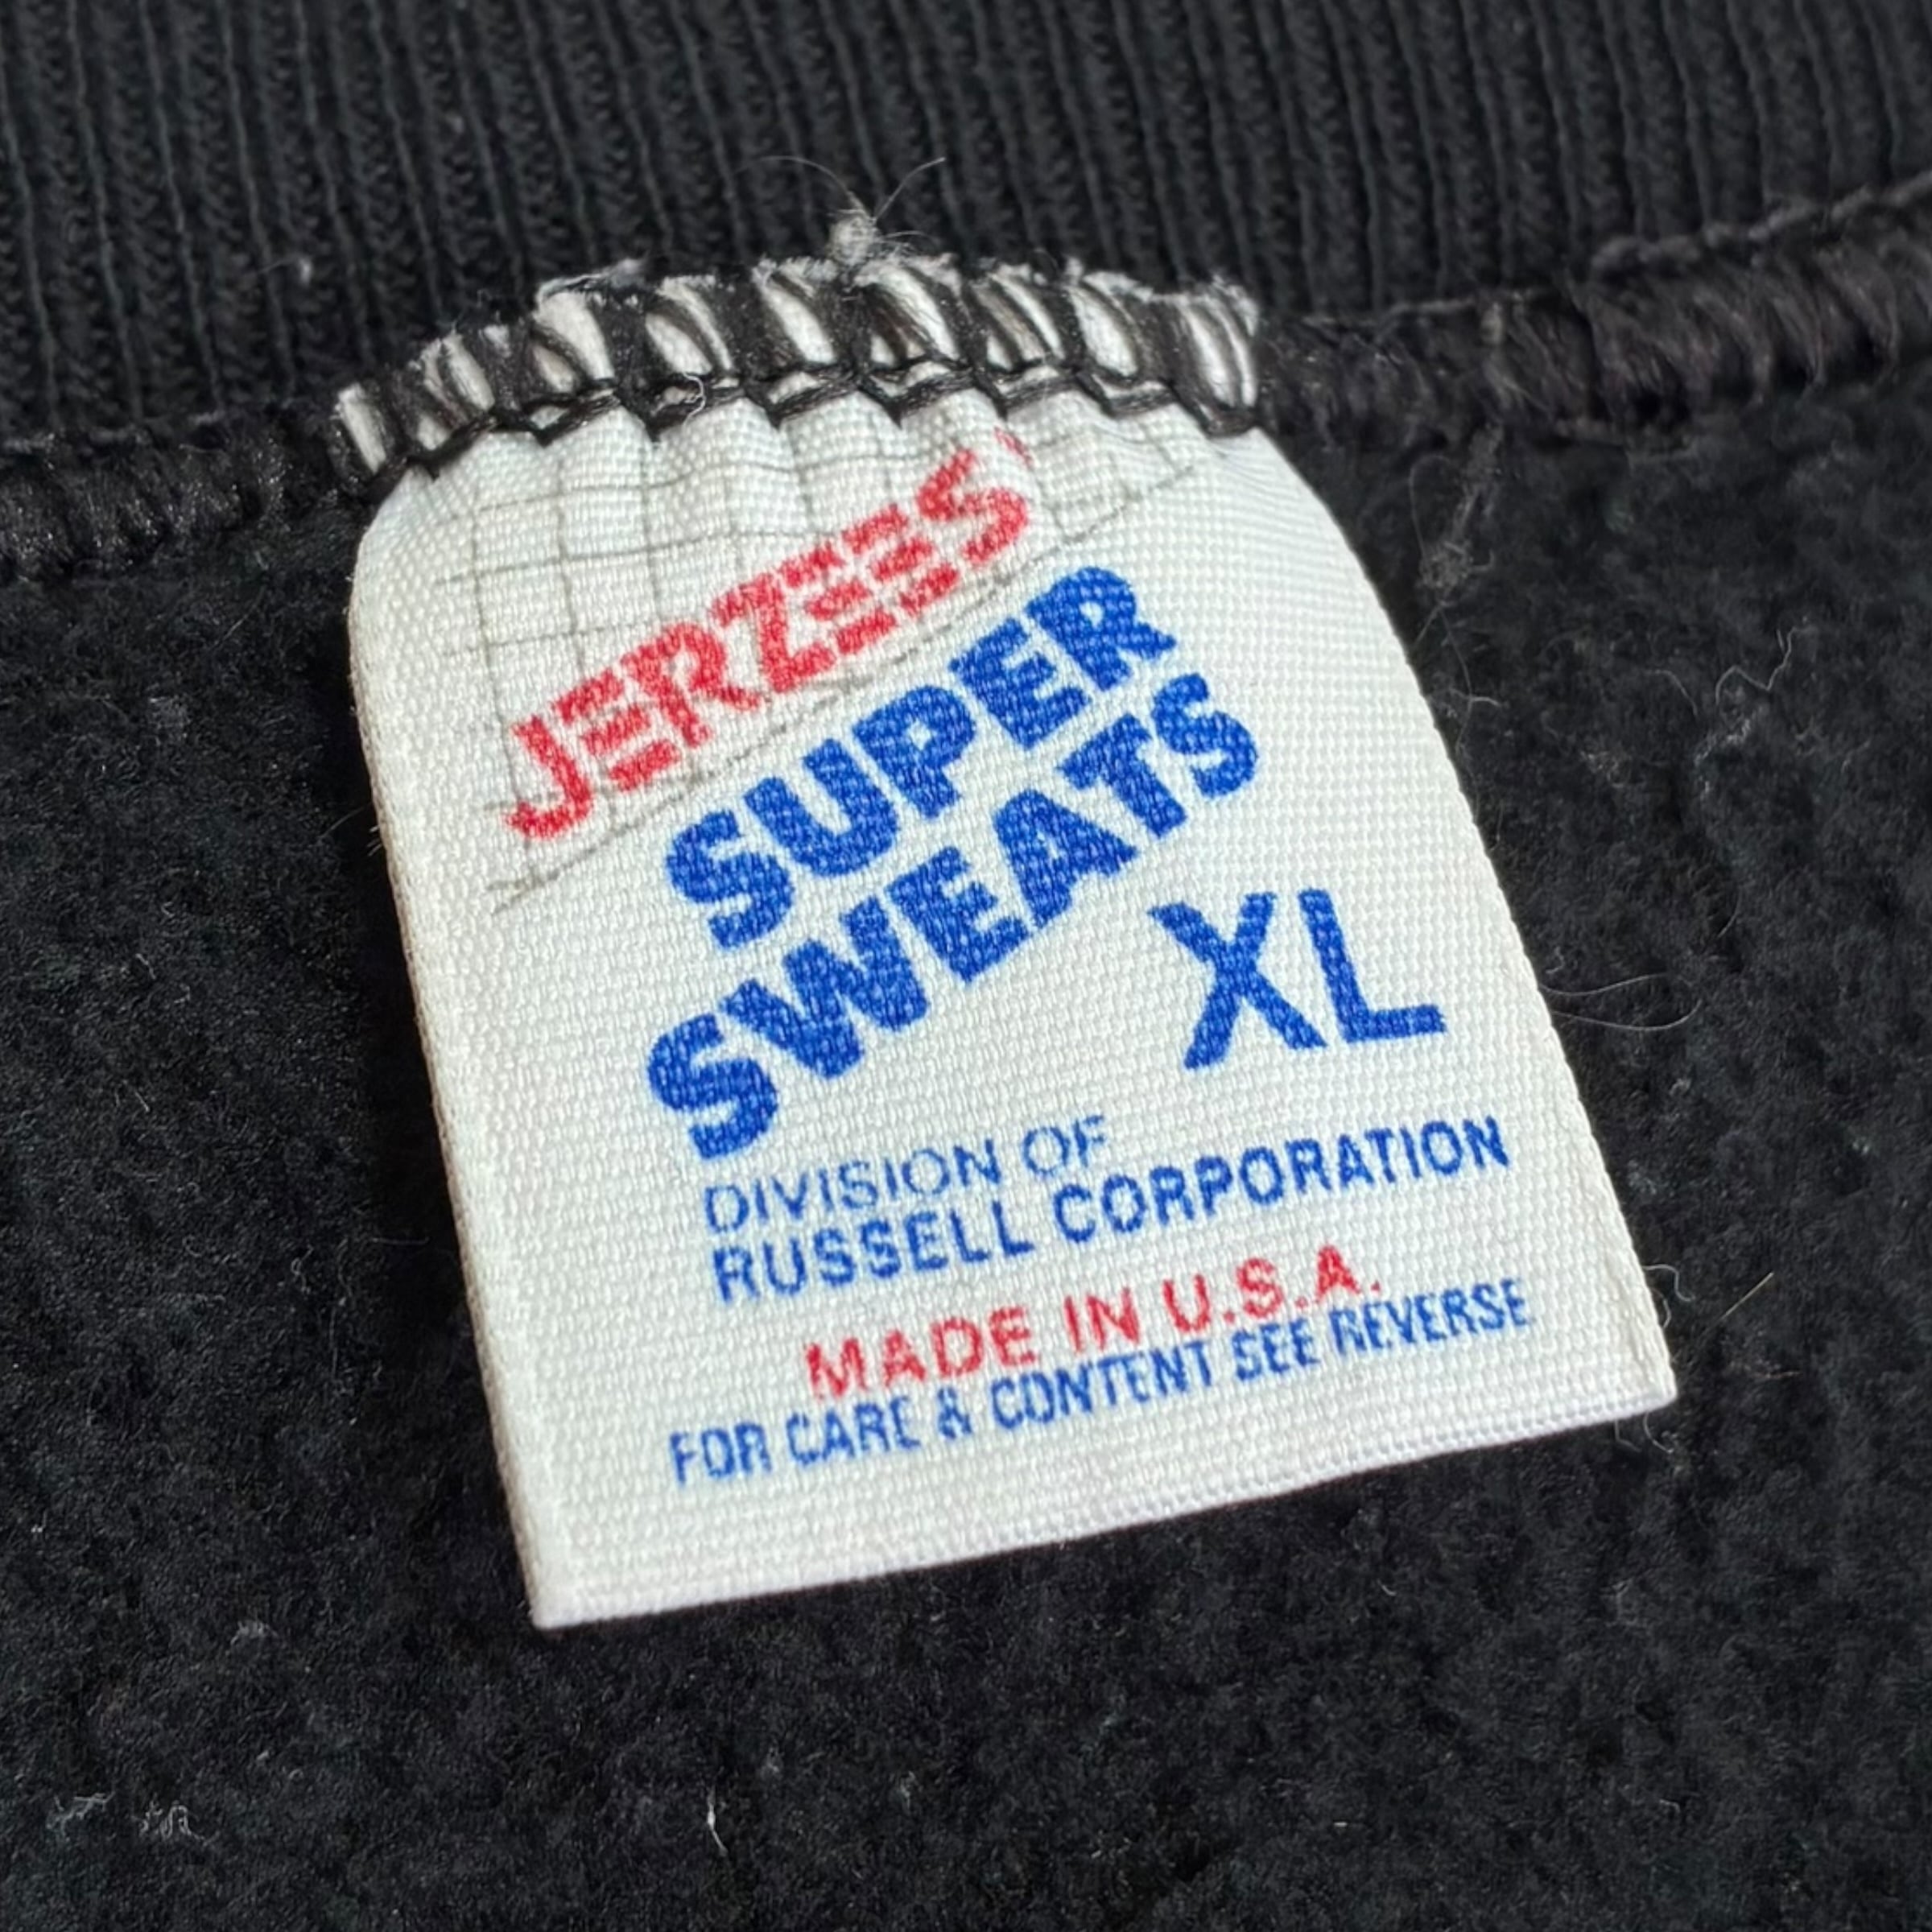 JERZEES
SUPER
SWEATS
XL
DIVISION OF
RUSSELL CORPORATION
MADE IN U.S.A.
FOR CARE & CONTENT SEE REVERSE